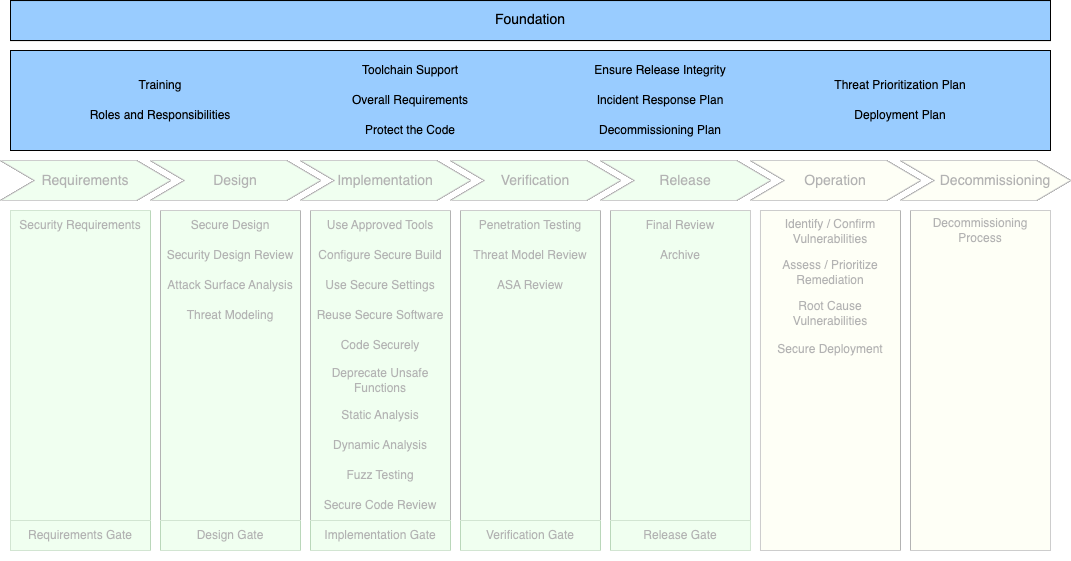 Foundation
Training
Roles and Responsibilities
Toolchain Support
Overall Requirements
Protect the Code
Ensure Release Integrity
Incident Response Plan
Decommissioning Plan
Threat Prioritization Plan
Deployment Plan
Requirements
Design
Implementation
Verification
Release
Operation
Decommissioning
Security Requirements
Requirements Gate
Secure Design
Security Design Review
Attack Surface Analysis
Threat Modeling
Design Gate
Use Approved Tools
Configure Secure Build
Use Secure Settings
Reuse Secure Software
Code Securely
Deprecate Unsafe
Functions
Static Analysis
Dynamic Analysis
Fuzz Testing
Secure Code Review
Implementation Gate
Penetration Testing
Threat Model Review
ASA Review
Verification Gate
Final Review
Archive
Release Gate
Identify / Confirm
Vulnerabilities
Assess / Prioritize
Remediation
Root Cause
Vulnerabilities
Secure Deployment
Decommissioning
Process